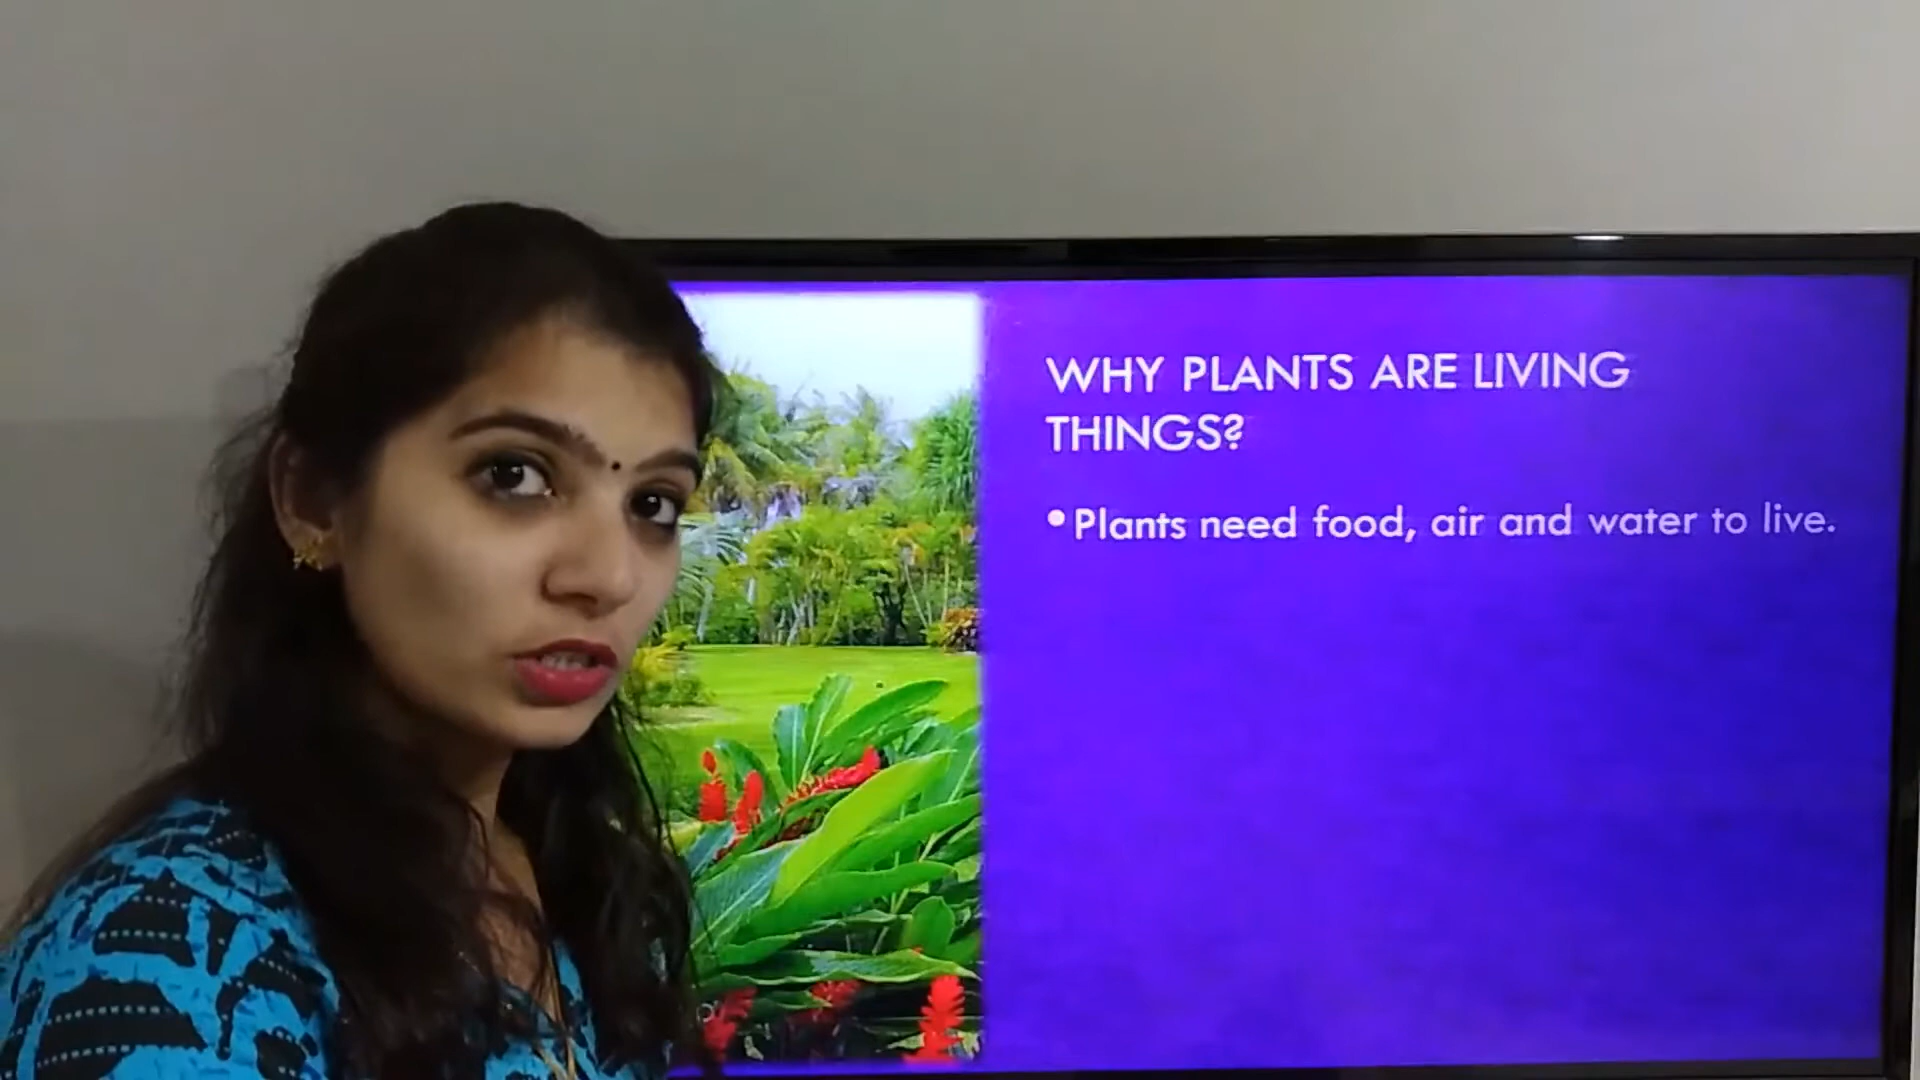 WHY PLANTS ARE LIVING
THINGS?
•Plants need food, air and water to live.